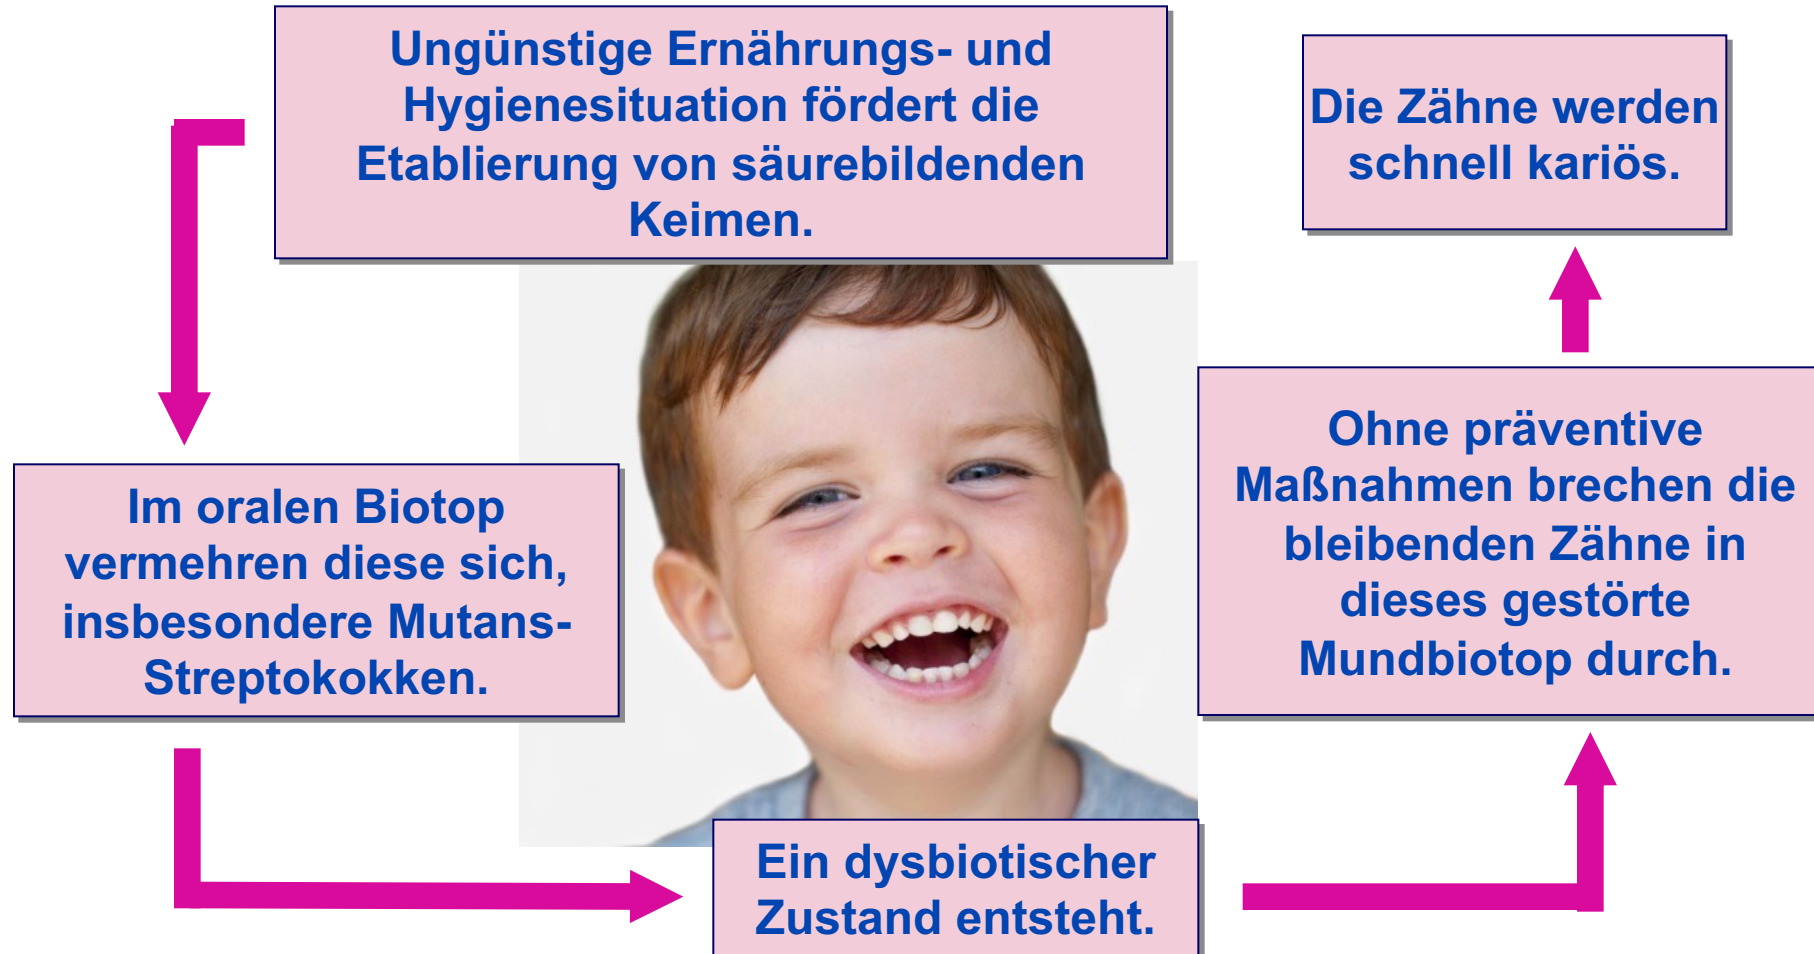 Ungünstige Ernährungs- und
Hygienesituation fördert die
Etablierung von säurebildenden
Keimen.
Im oralen Biotop
vermehren diese sich,
insbesondere Mutans-
Streptokokken.
Ein dysbiotischer
Zustand entsteht.
Ohne präventive
Maßnahmen brechen die
bleibenden Zähne in
dieses gestörte
Mundbiotop durch.
Die Zähne werden
schnell kariös.